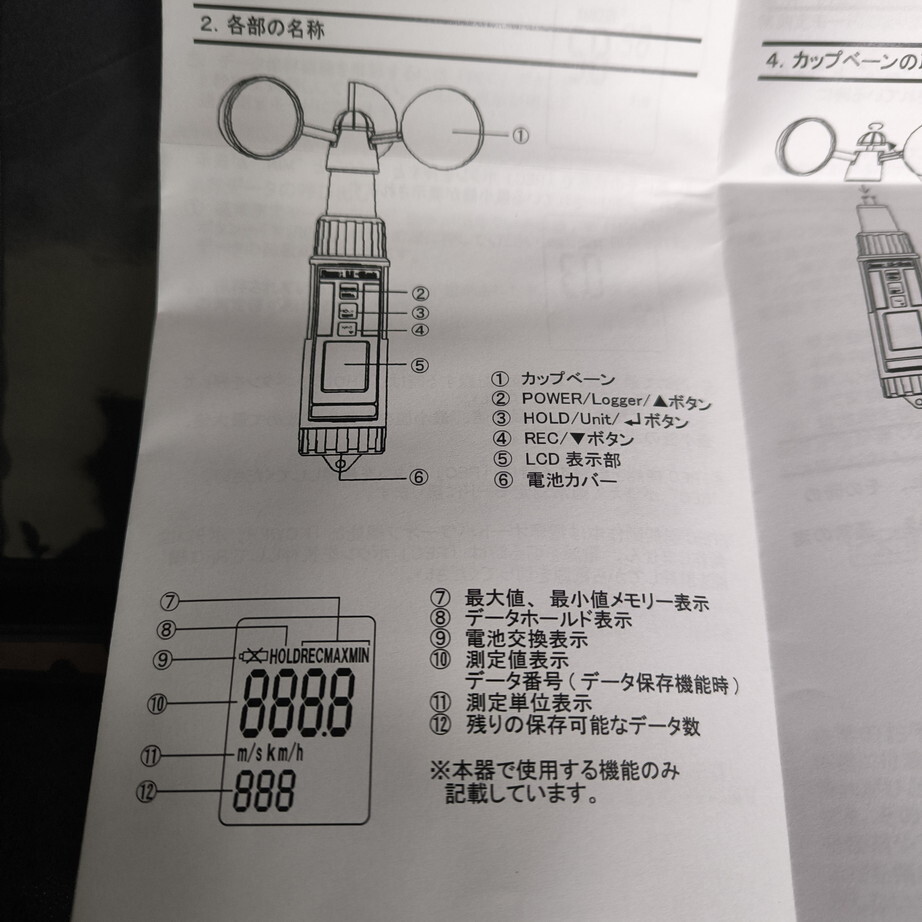 2. 各部の名称
4. カップベーンの
①
②
③
④
⑤
⑥
① カップベーン
② POWER/Logger/▲ボタン
③ HOLD/Unit/↲ボタン
④ REC/▼ボタン
⑤ LCD 表示部
⑥ 電池カバー
⑦
⑧
⑨
⑩
⑪
⑫
HOLDRECMAXMIN
888.8
m/skm/h
888
⑦ 最大値、最小値メモリー表示
⑧ データホールド表示
⑨ 電池交換表示
⑩ 測定値表示
データ番号(データ保存機能時)
⑪ 測定単位表示
⑫ 残りの保存可能なデータ数
※本器で使用する機能のみ
記載しています。